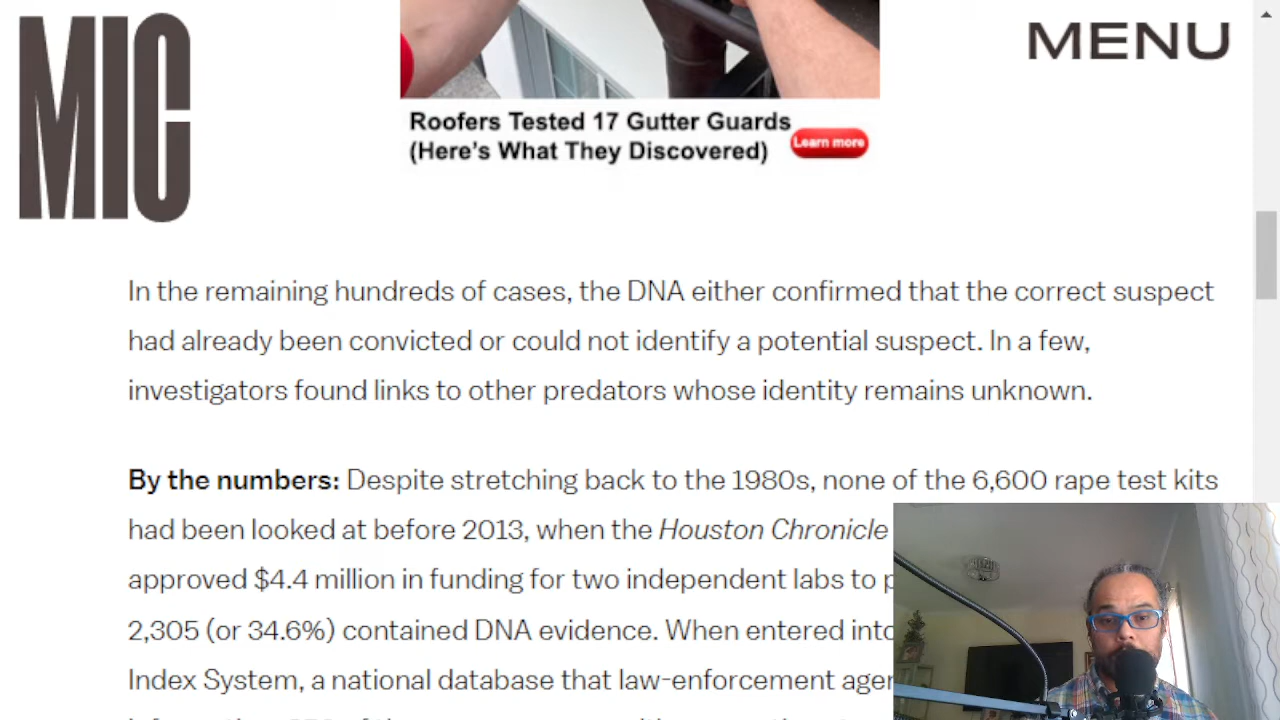 MIC
MENU
Roofers Tested 17 Gutter Guards
(Here's What They Discovered)
Learn more
In the remaining hundreds of cases, the DNA either confirmed that the correct suspect
had already been convicted or could not identify a potential suspect. In a few,
investigators found links to other predators whose identity remains unknown.
By the numbers: Despite stretching back to the 1980s, none of the 6,600 rape test kits
had been looked at before 2013, when the Houston Chronicle
approved $4.4 million in funding for two independent labs to
2,305 (or 34.6%) contained DNA evidence. When entered into
Index System, a national database that law-enforcement